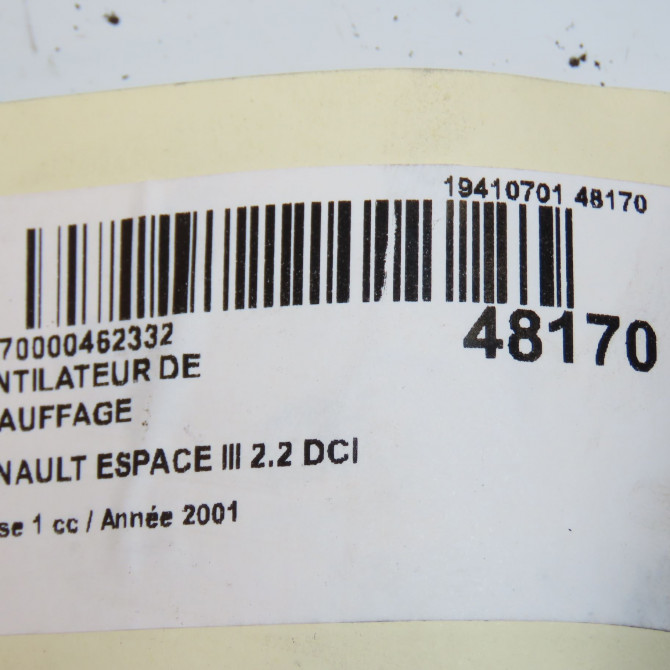 19410701 48170
70000462332
48170
NTILATEUR DE
AUFFAGE
NAULT ESPACE III 2.2 DCI
se 1 cc / Année 2001